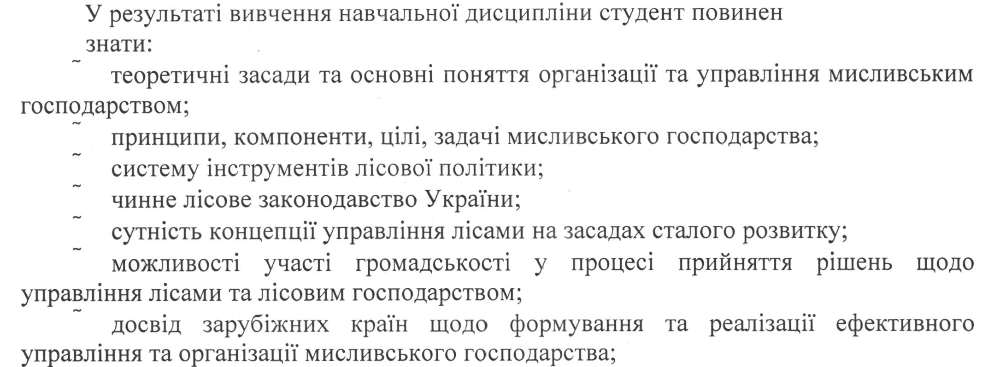 У результаті вивчення навчальної дисципліни студент повинен
знати:
~ теоретичні засади та основні поняття організації та управління мисливським
господарством;
~ принципи, компоненти, цілі, задачі мисливського господарства;
~ систему інструментів лісової політики;
~ чинне лісове законодавство України;
~ сутність концепції управління лісами на засадах сталого розвитку;
~ можливості участі громадськості у процесі прийняття рішень щодо
управління лісами та лісовим господарством;
~ досвід зарубіжних країн щодо формування та реалізації ефективного
управління та організації мисливського господарства;